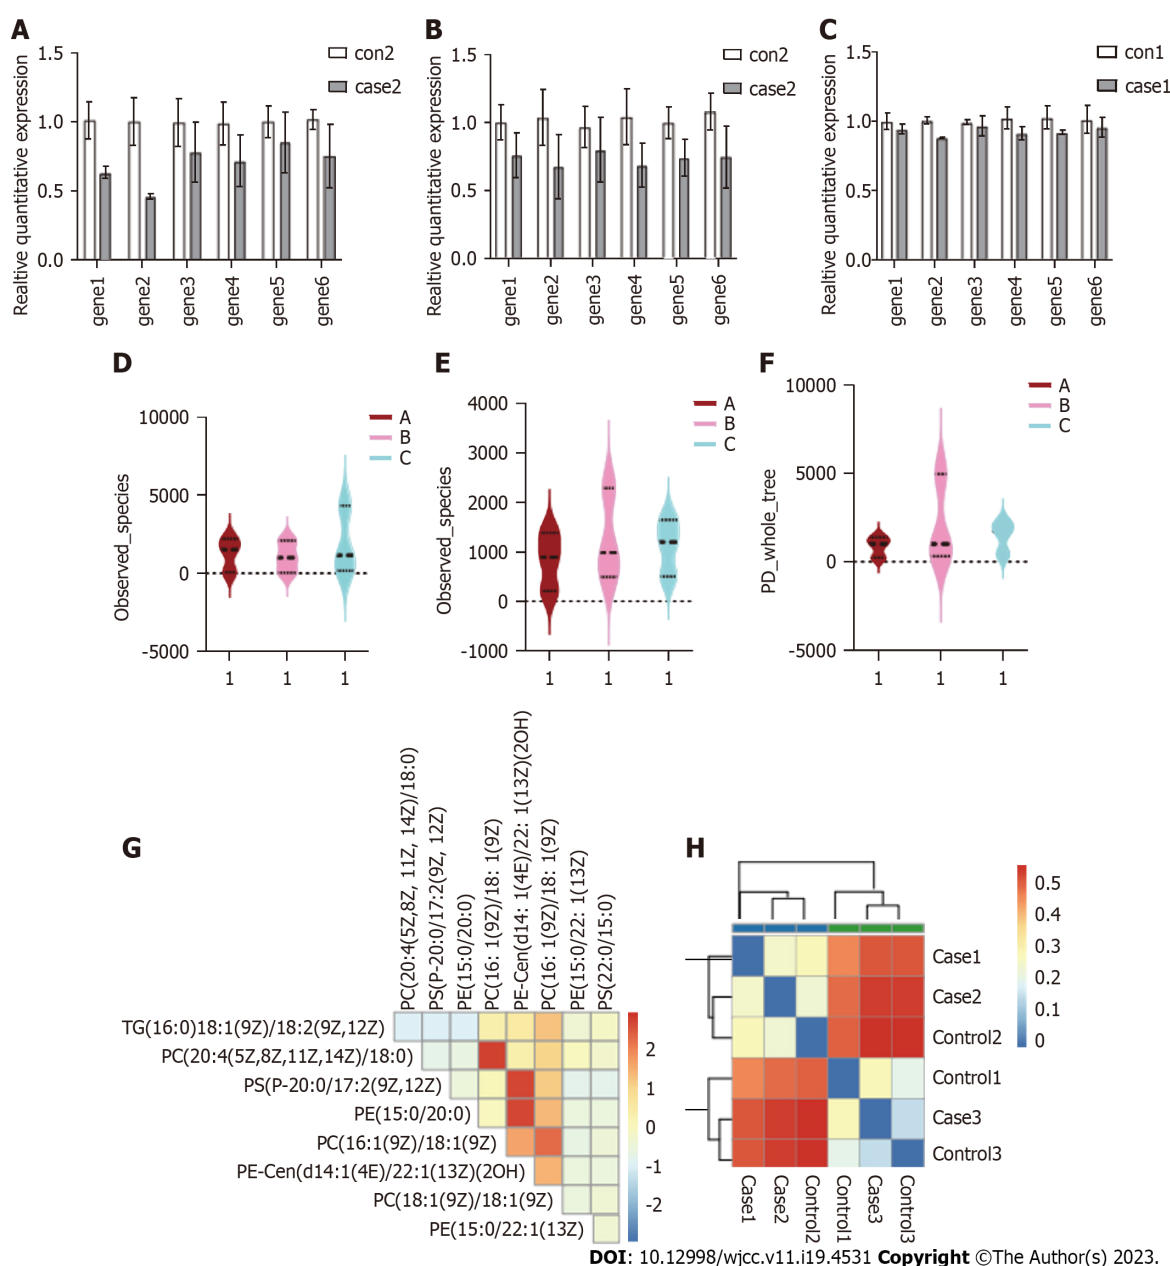 A
Realtive quantitative expression
1.5
1.0
0.5
0.0
con2
case2
gene1
gene2
gene3
gene4
gene5
gene6
B
Realtive quantitative expression
1.5
1.0
0.5
0.0
con2
case2
gene1
gene2
gene3
gene4
gene5
gene6
C
Realtive quantitative expression
1.5
1.0
0.5
0.0
con1
case1
gene1
gene2
gene3
gene4
gene5
gene6
D
Observed_species
10000
5000
0
-5000
A
B
C
1
1
1
E
Observed_species
4000
3000
2000
1000
0
-1000
A
B
C
1
1
1
F
PD_whole_tree
10000
5000
0
-5000
A
B
C
1
1
1
G
PC(20:4(5Z,8Z, 11Z, 14Z)/18:0)
PS(P-20:0/17:2(9Z, 12Z)
PE(15:0/20:0)
PC(16: 1(9Z)/18: 1(9Z)
PE-Cen(d14: 1(4E)/22: 1(13Z)(2OH)
PC(16: 1(9Z)/18: 1(9Z)
PE(15:0/22: 1(13Z)
PS(22:0/15:0)
TG(16:0)18:1(9Z)/18:2(9Z,12Z)
PC(20:4(5Z,8Z,11Z,14Z)/18:0)
PS(P-20:0/17:2(9Z,12Z)
PE(15:0/20:0)
PC(16:1(9Z)/18:1(9Z)
PE-Cen(d14:1(4E)/22:1(13Z)(2OH)
PC(18:1(9Z)/18:1(9Z)
PE(15:0/22:1(13Z)
2
1
0
-1
-2
H
0.5
0.4
0.3
0.2
0.1
0
Case1
Case2
Control2
Control1
Case3
Control3
Case1
Case2
Control2
Control1
Case3
Control3
DOI: 10.12998/wjcc.v11.i19.4531 Copyright ©The Author(s) 2023.